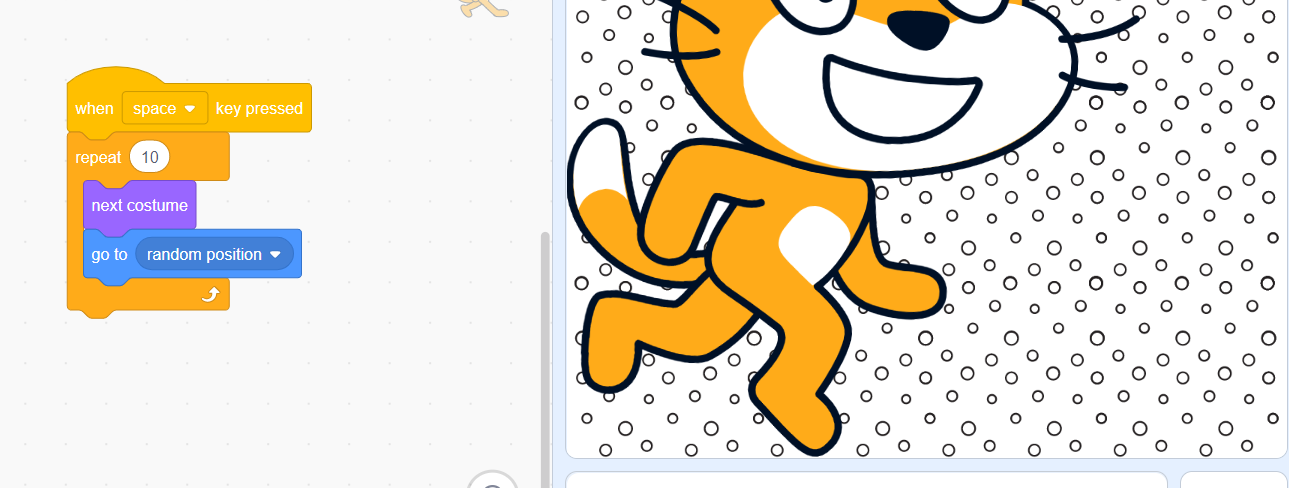 when space key pressed
repeat 10
next costume
go to random position